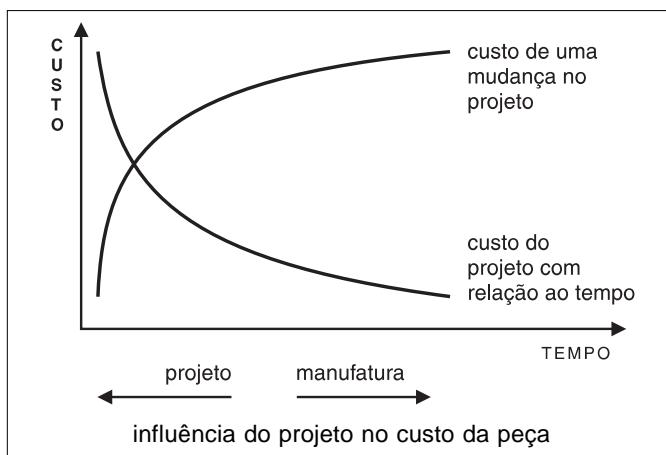 CUSTO
custo de uma
mudança no
projeto
custo do
projeto com
relação ao tempo
TEMPO
projeto manufatura
influência do projeto no custo da peça